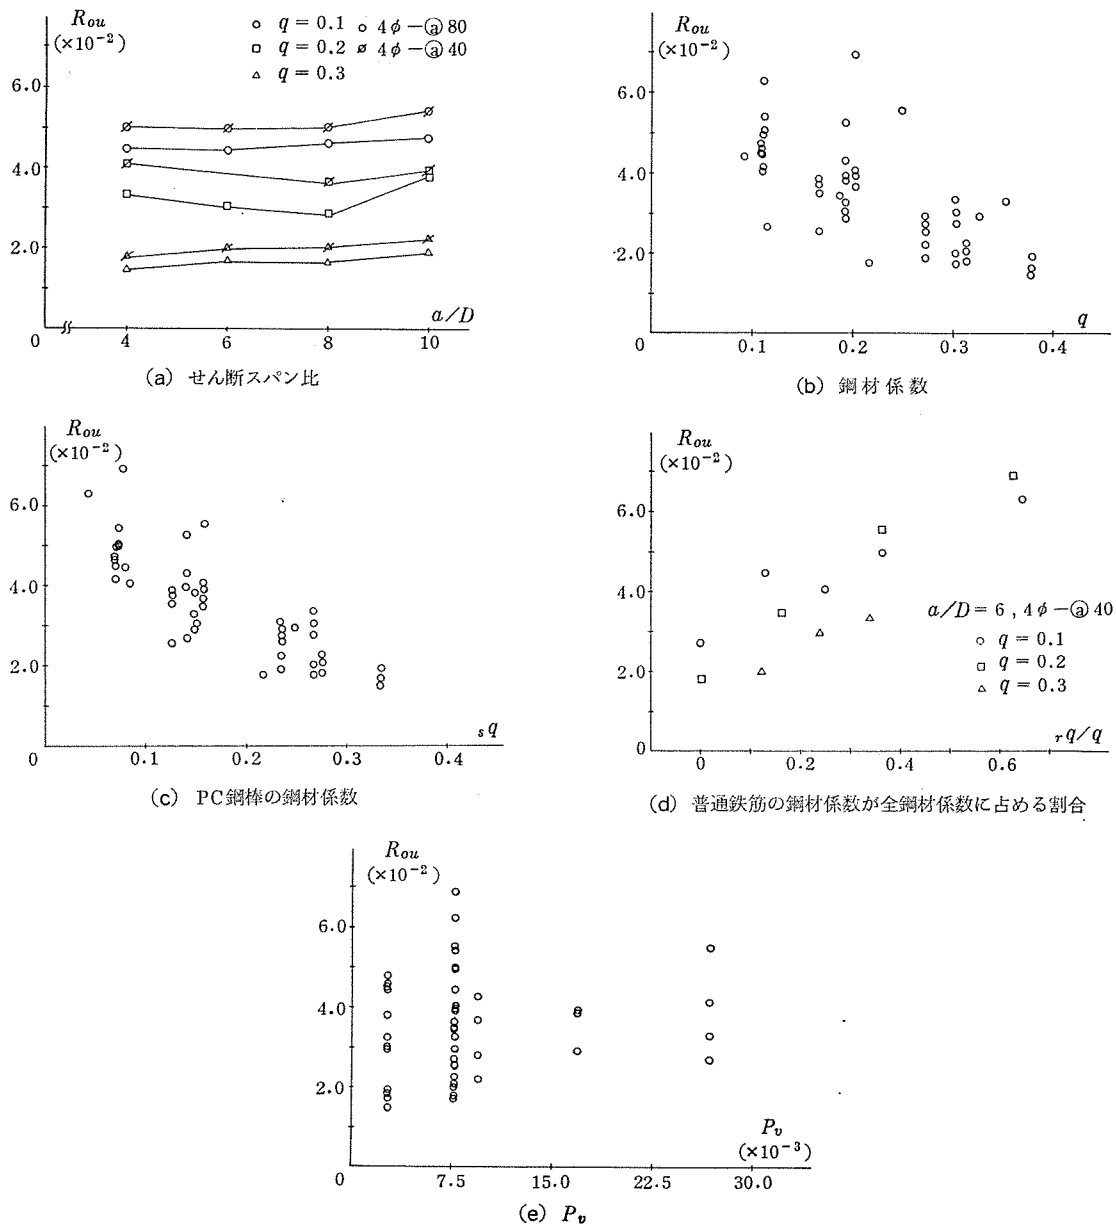 R_ou
(×10⁻²)
○ q = 0.1 ○ 4φ−ⓐ80
□ q = 0.2 ∅ 4φ−ⓐ40
△ q = 0.3
6.0
4.0
2.0
0
4
6
8
10
a/D
(a) せん断スパン比
R_ou
(×10⁻²)
6.0
4.0
2.0
0
0.1
0.2
0.3
0.4
q
(b) 鋼材係数
R_ou
(×10⁻²)
6.0
4.0
2.0
0
0.1
0.2
0.3
0.4
_s q
(c) PC鋼棒の鋼材係数
R_ou
(×10⁻²)
6.0
4.0
2.0
0
a/D=6 , 4φ−ⓐ40
○ q = 0.1
□ q = 0.2
△ q = 0.3
_r q/q
0
0.2
0.4
0.6
(d) 普通鉄筋の鋼材係数が全鋼材係数に占める割合
R_ou
(×10⁻²)
6.0
4.0
2.0
0
P_v
(×10⁻³)
7.5
15.0
22.5
30.0
(e) P_v